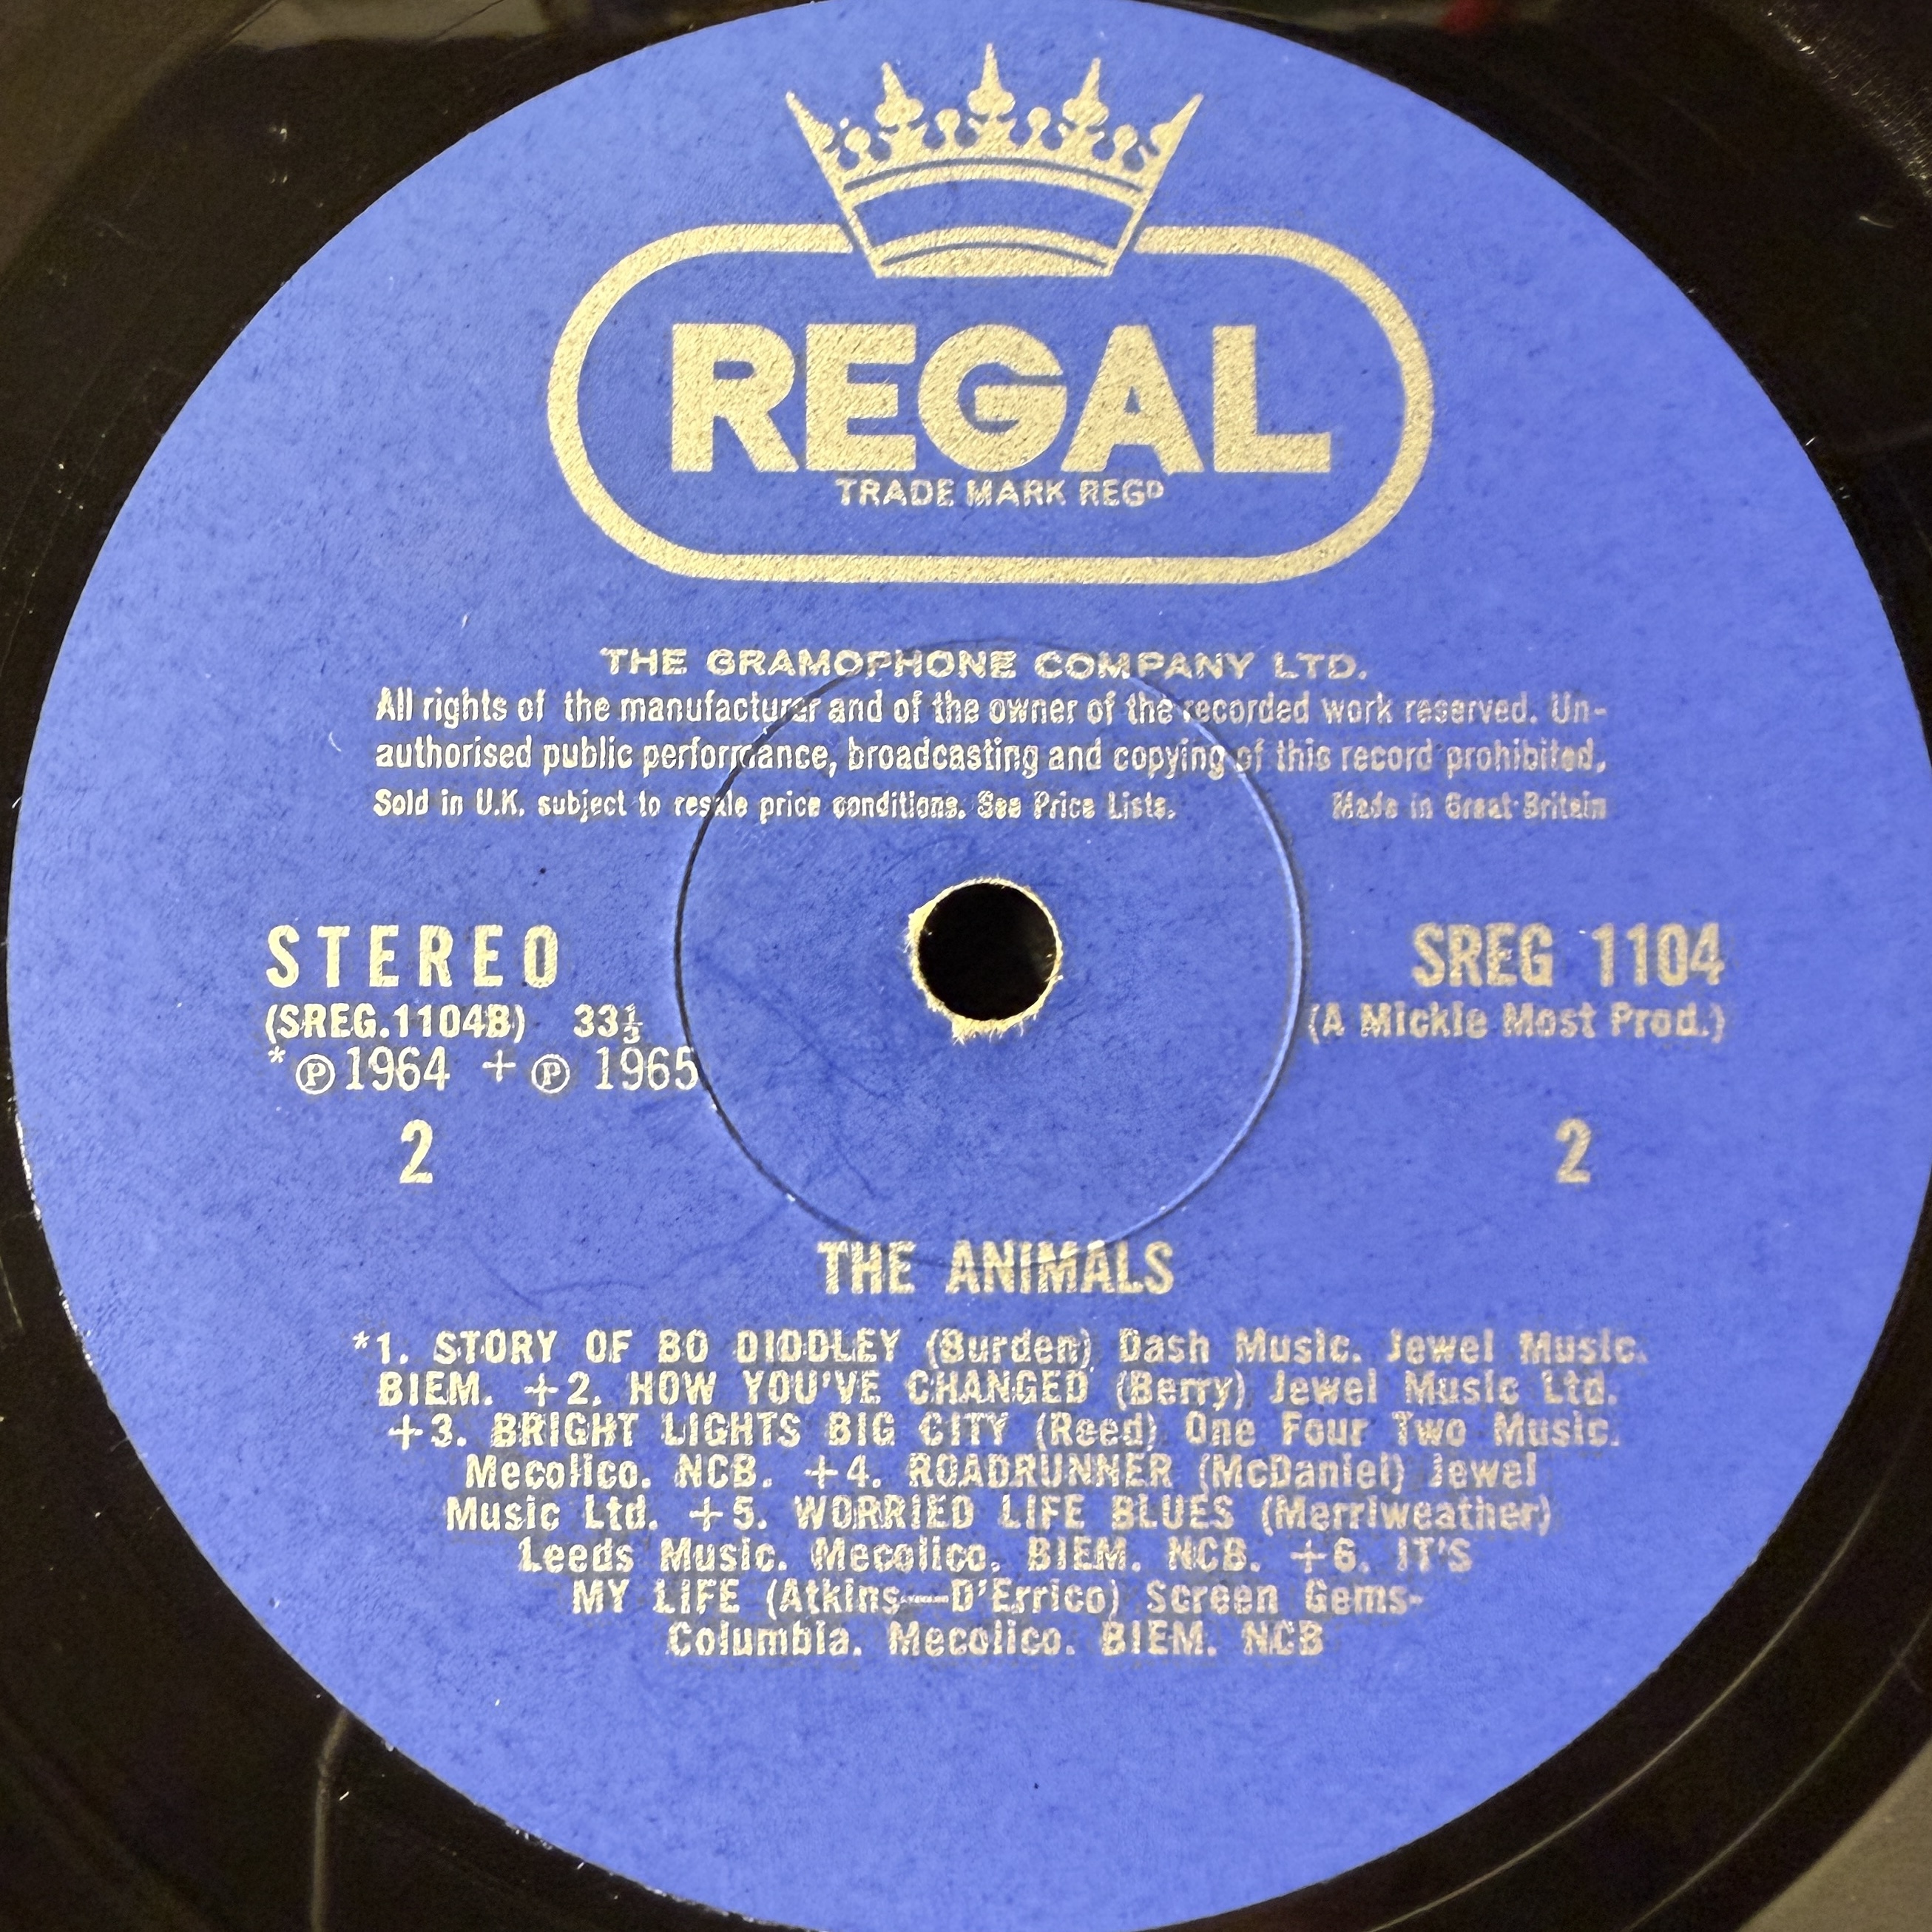 REGAL
TRADE MARK REGD
THE GRAMOPHONE COMPANY LTD.
All rights of the manufacturer and of the owner of the recorded work reserved. Un-
authorised public performance, broadcasting and copying of this record prohibited.
Sold in U.K. subject to resale price conditions. See Price Lists. Made in Great Britain
STEREO SREG 1104
(SREG.1104B) 33⅓ (A Mickie Most Prod.)
*℗1964 +℗ 1965
2 2
THE ANIMALS
*1. STORY OF BO DIDDLEY (Burden) Dash Music. Jewel Music.
BIEM. +2. HOW YOU'VE CHANGED (Berry) Jewel Music Ltd.
+3. BRIGHT LIGHTS BIG CITY (Reed) One Four Two Music.
Mecolico. NCB. +4. ROADRUNNER (McDaniel) Jewel
Music Ltd. +5. WORRIED LIFE BLUES (Merriweather)
Leeds Music. Mecolico. BIEM. NCB. +6. IT'S
MY LIFE (Atkins—D'Errico) Screen Gems-
Columbia. Mecolico. BIEM. NCB